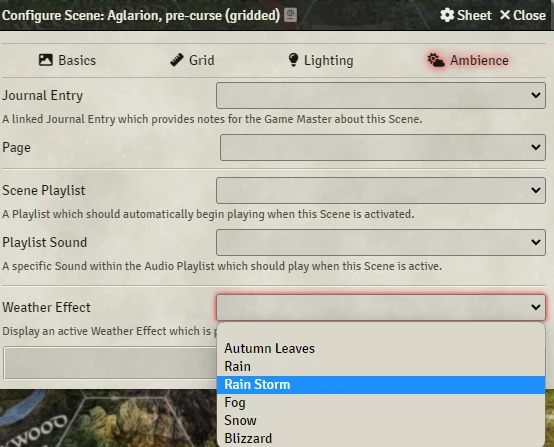 Configure Scene: Aglarion, pre-curse (gridded) Sheet Close
Basics Grid Lighting Ambience
Journal Entry
A linked Journal Entry which provides notes for the Game Master about this Scene.
Page
Scene Playlist
A Playlist which should automatically begin playing when this Scene is activated.
Playlist Sound
A specific Sound within the Audio Playlist which should play when this Scene is active.
Weather Effect
Display an active Weather Effect which is
Autumn Leaves
Rain
Rain Storm
Fog
Snow
Blizzard
WOOD